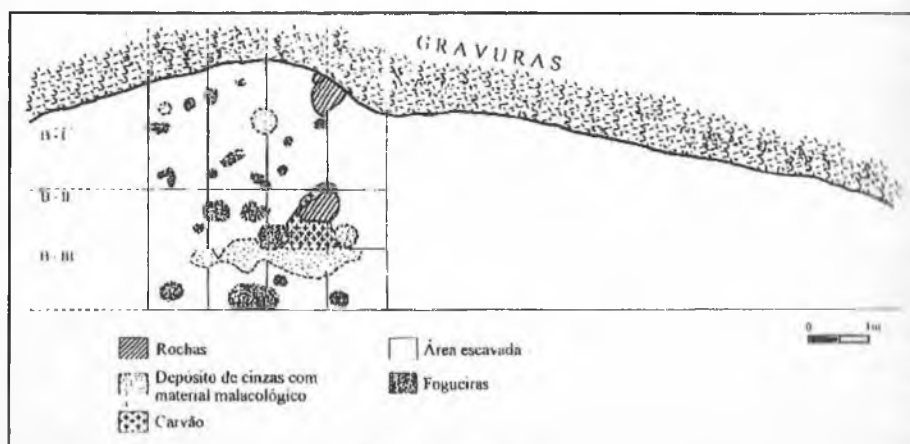 GRAVURAS
B-I
B-II
B-III
0 1m
Rochas
Área escavada
Depósito de cinzas com
material malacológico
Fogueiras
Carvão